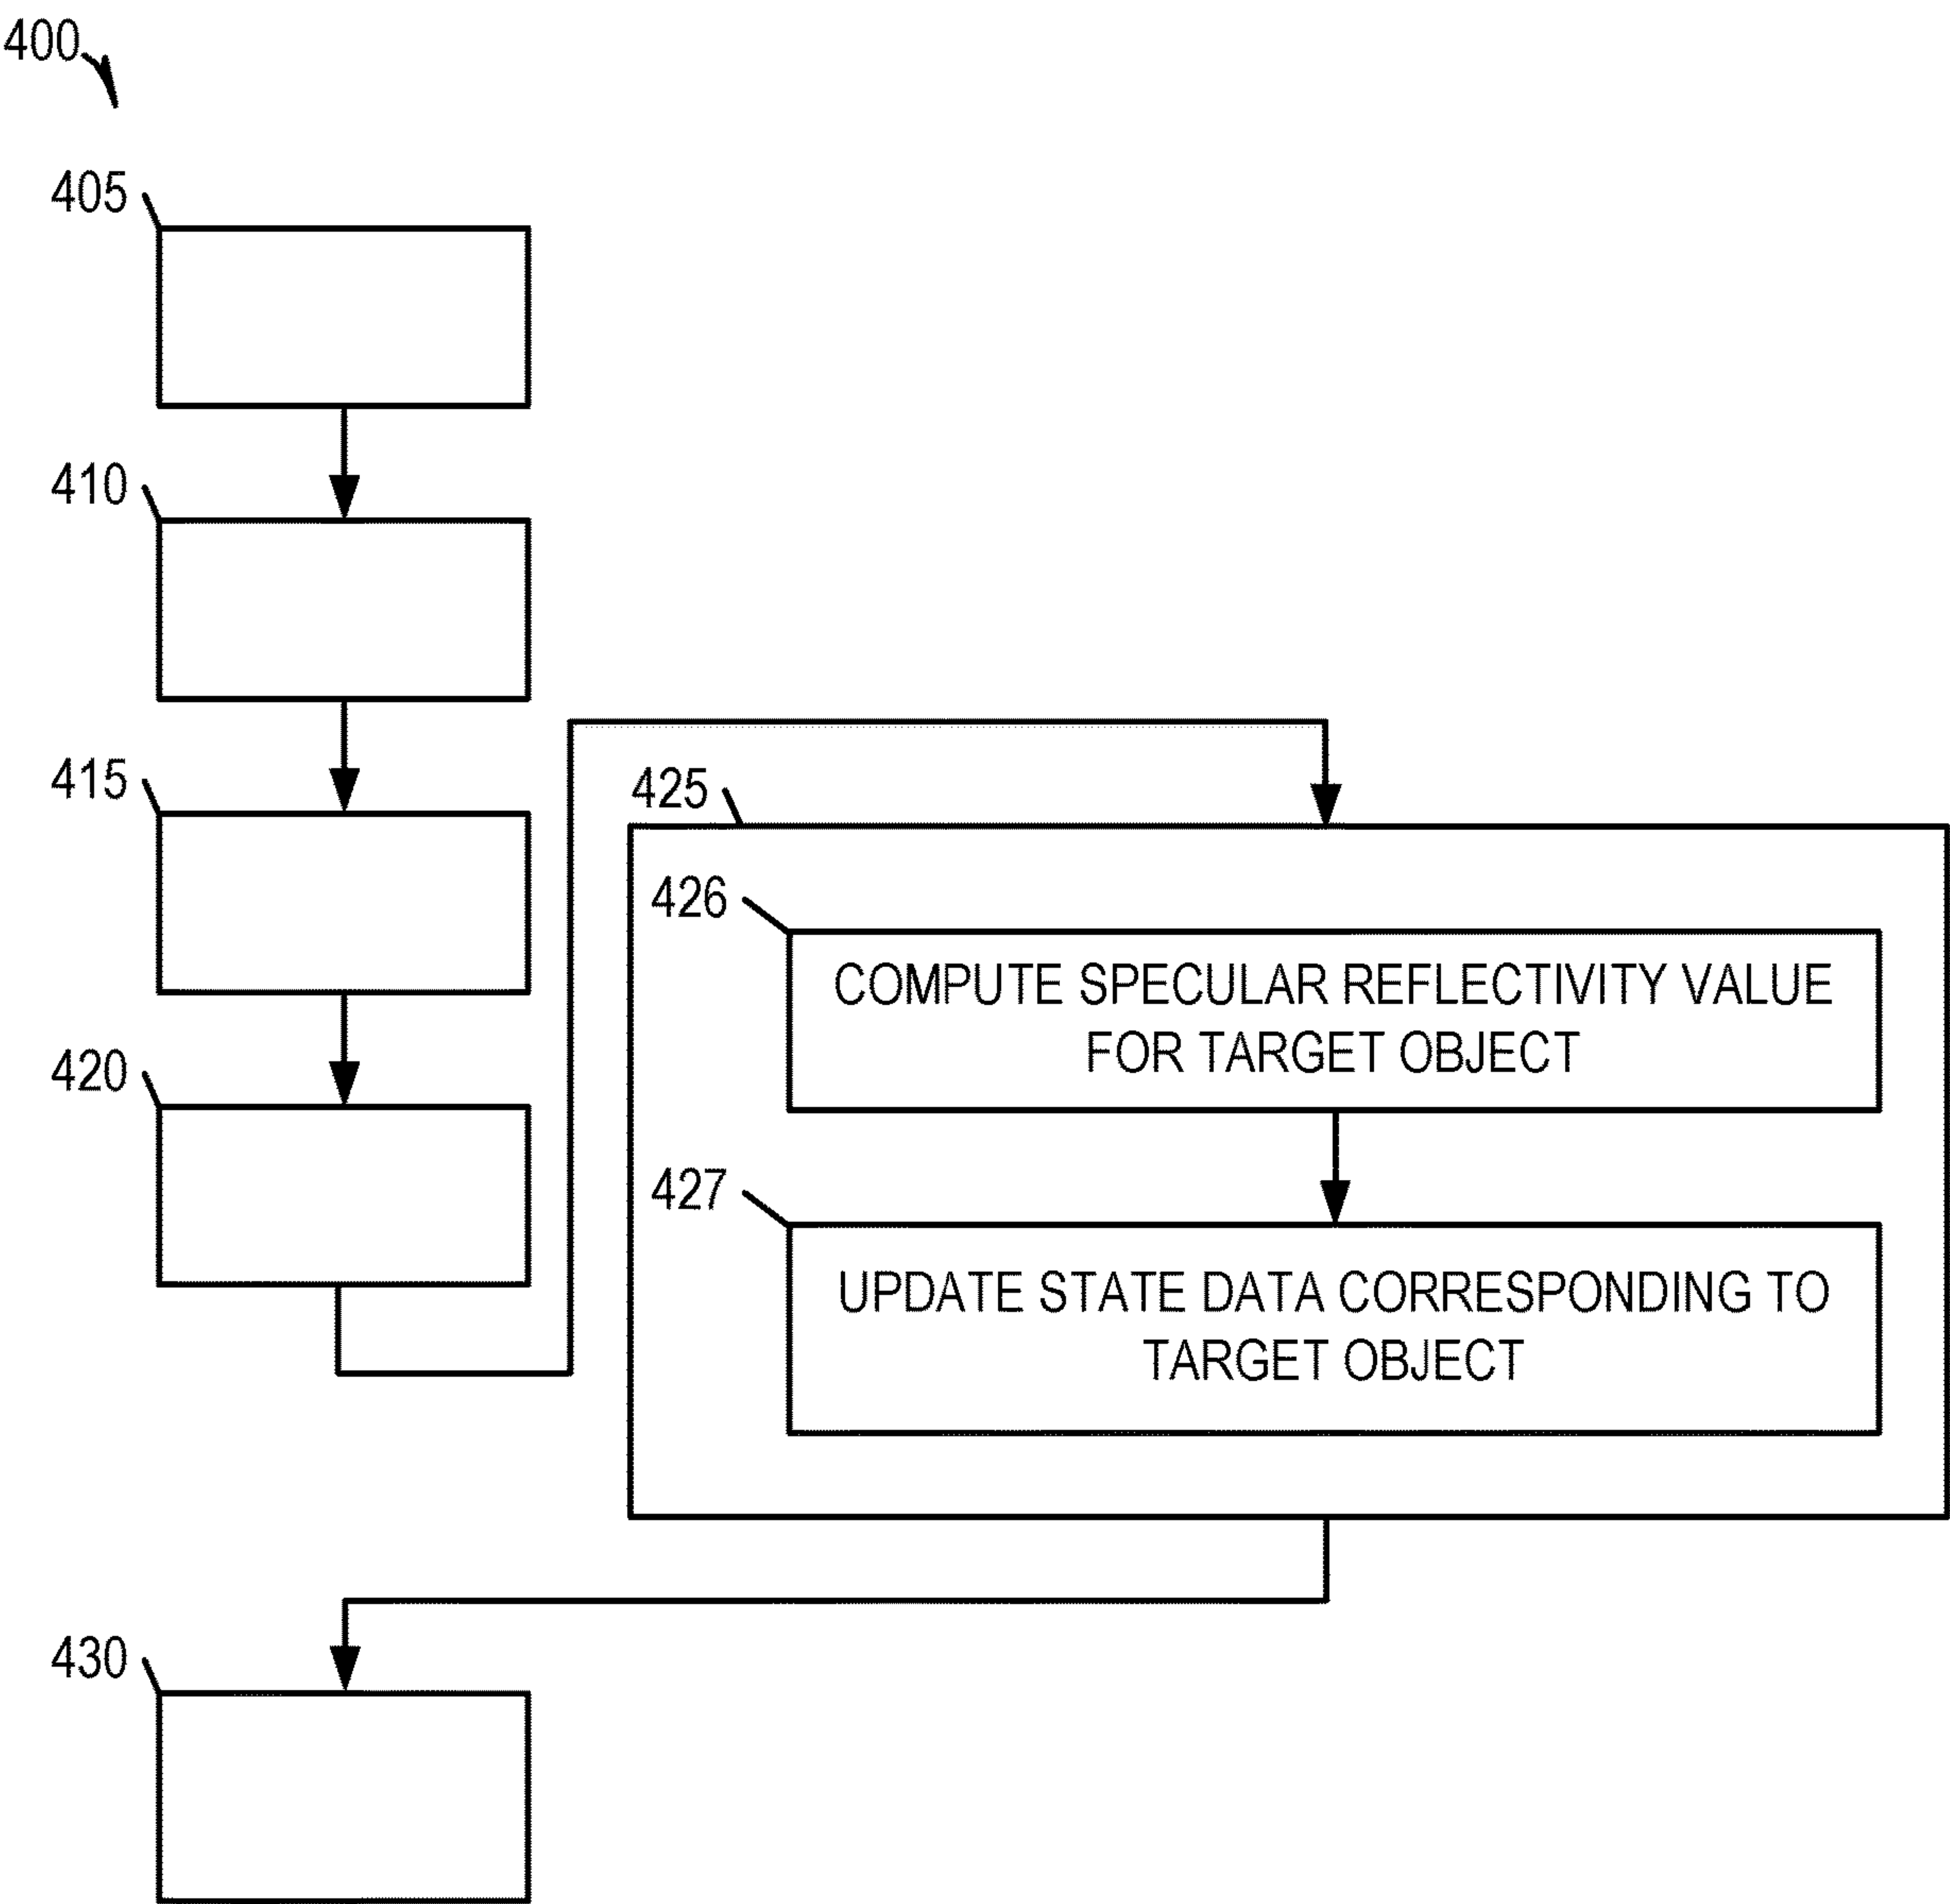 400
405
410
415
425
426
COMPUTE SPECULAR REFLECTIVITY VALUE
FOR TARGET OBJECT
420
427
UPDATE STATE DATA CORRESPONDING TO
TARGET OBJECT
430